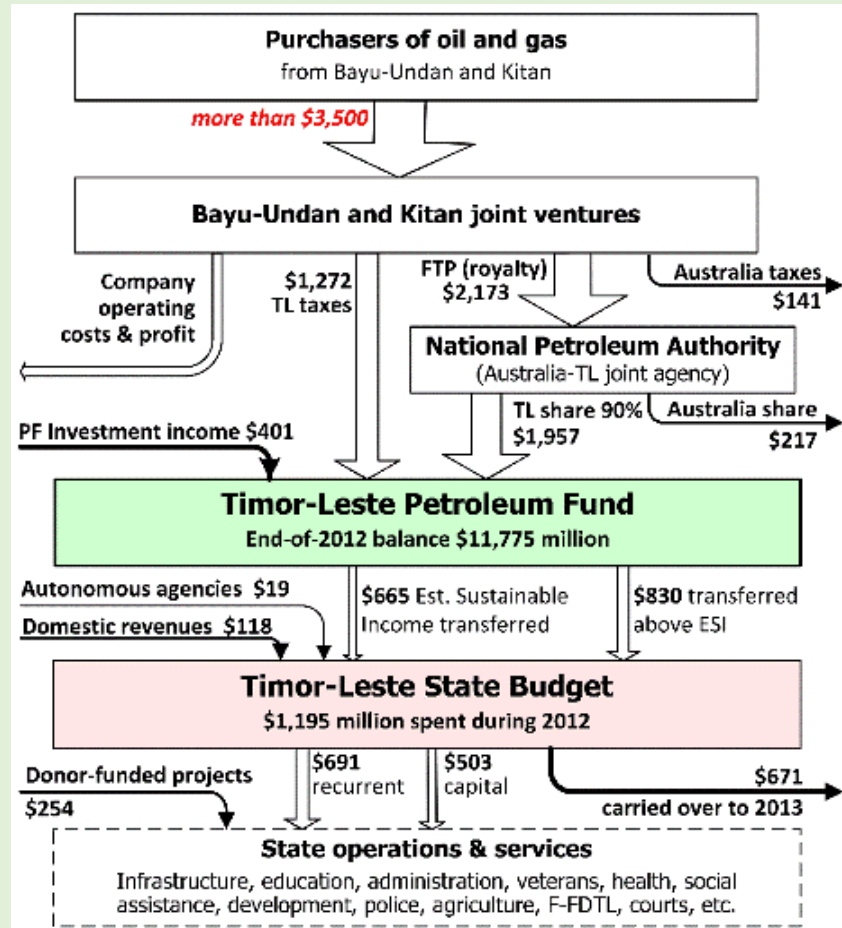 Purchasers of oil and gas
from Bayu-Undan and Kitan
more than $3,500
Bayu-Undan and Kitan joint ventures
Company
operating
costs & profit
$1,272
TL taxes
FTP (royalty)
$2,173
Australia taxes
$141
National Petroleum Authority
(Australia-TL joint agency)
TL share 90%
$1,957
Australia share
$217
PF Investment income $401
Timor-Leste Petroleum Fund
End-of-2012 balance $11,775 million
Autonomous agencies $19
Domestic revenues $118
$665 Est. Sustainable
Income transferred
$830 transferred
above ESI
Timor-Leste State Budget
$1,195 million spent during 2012
Donor-funded projects
$254
$691
recurrent
$503
capital
$671
carried over to 2013
State operations & services
Infrastructure, education, administration, veterans, health, social
assistance, development, police, agriculture, F-FDTL, courts, etc.